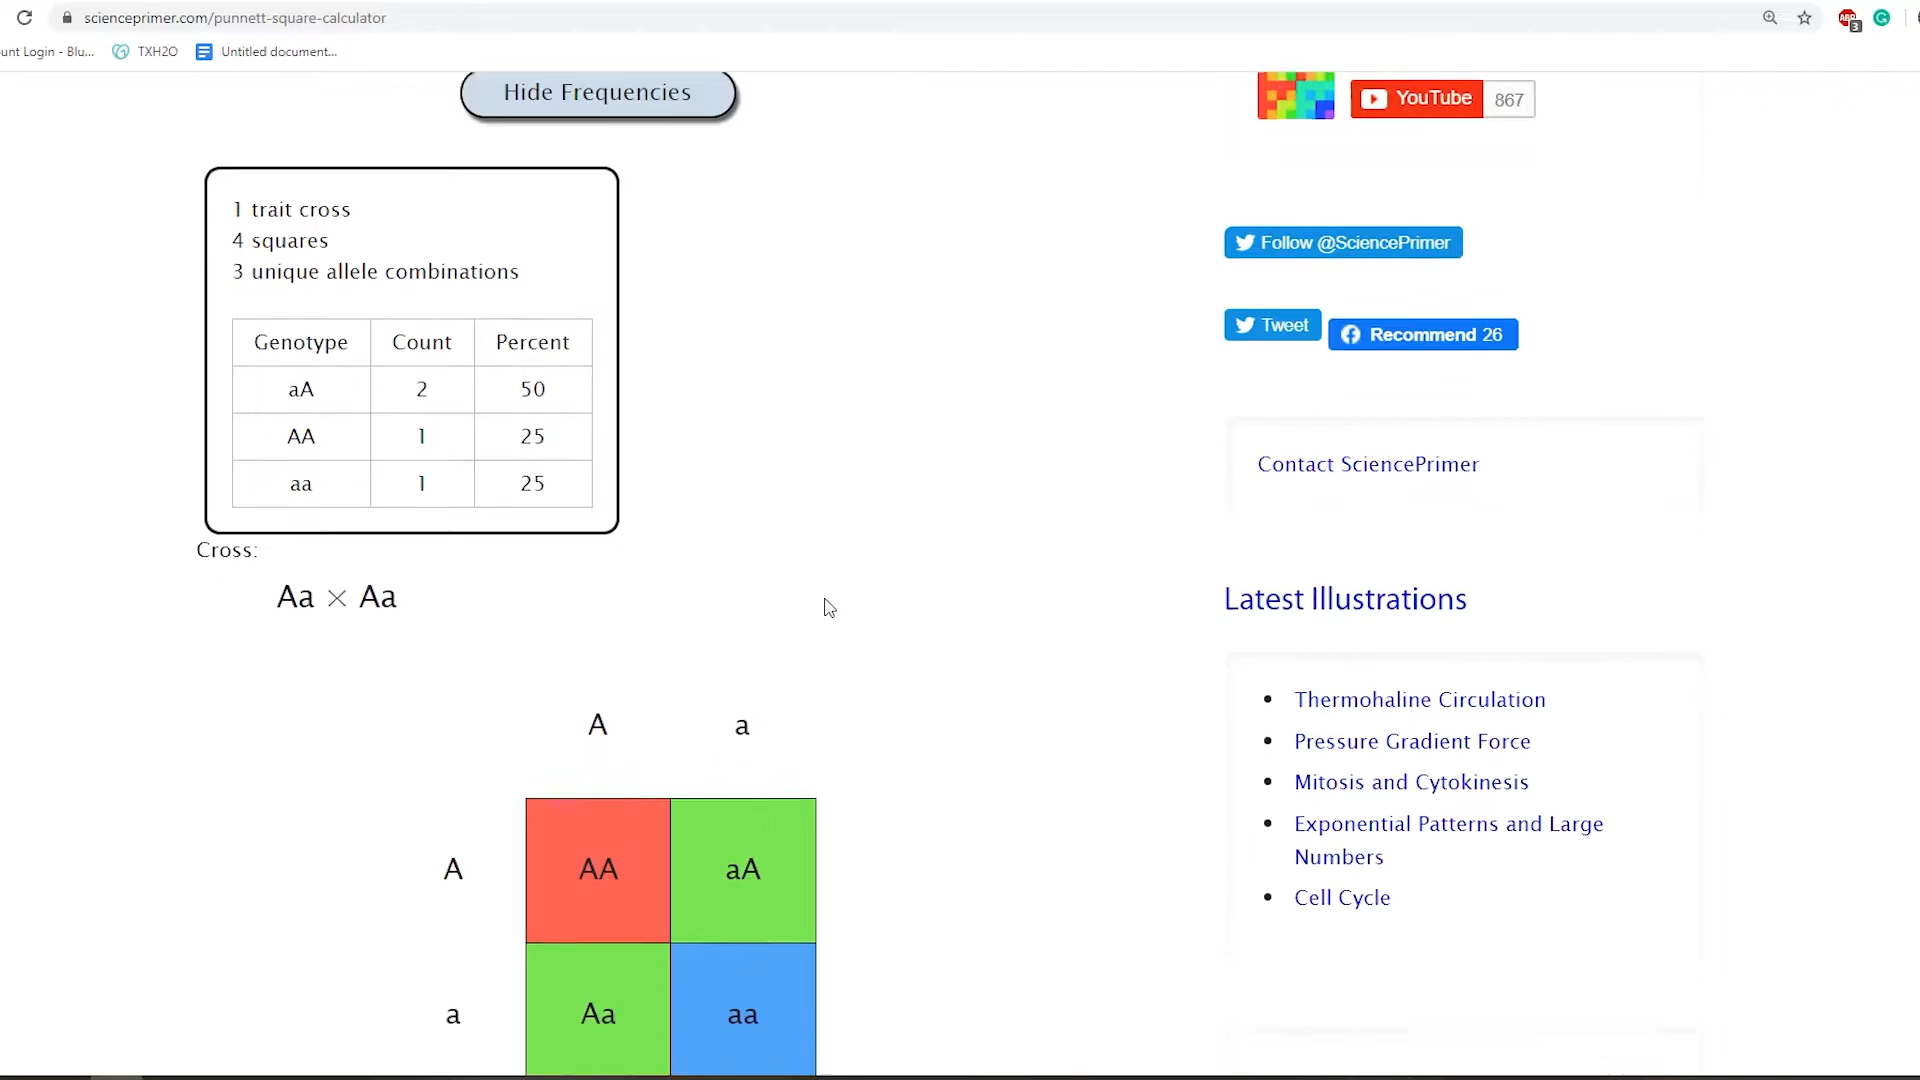 scienceprimer.com/punnett-square-calculator
unt Login - Blu... TXH2O Untitled document...
Hide Frequencies
YouTube 867
1 trait cross
4 squares
3 unique allele combinations
Genotype Count Percent
aA 2 50
AA 1 25
aa 1 25
Cross:
Aa × Aa
A a
A AA aA
a Aa aa
Follow @SciencePrimer
Tweet Recommend 26
Contact SciencePrimer
Latest Illustrations
Thermohaline Circulation
Pressure Gradient Force
Mitosis and Cytokinesis
Exponential Patterns and Large
Numbers
Cell Cycle